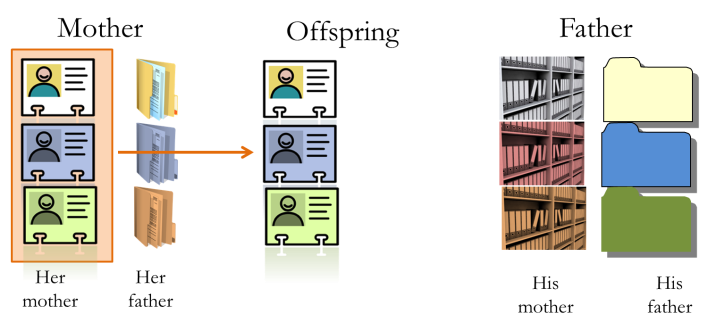 Mother
Offspring
Father
Her
mother
Her
father
His
mother
His
father